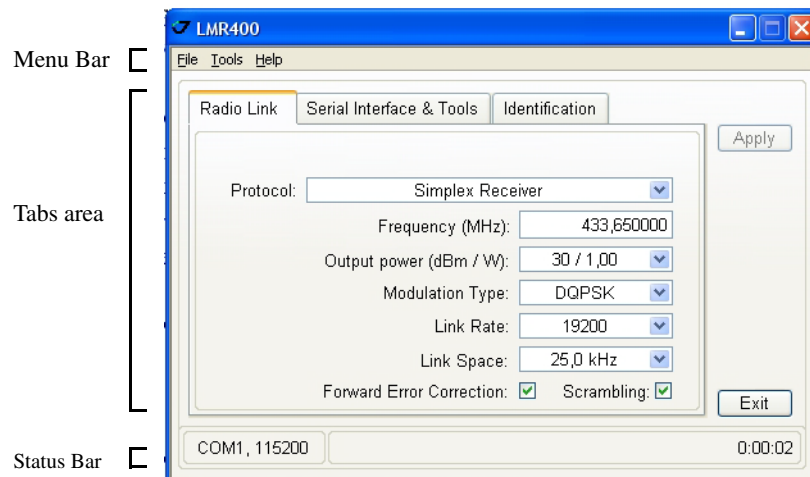 LMR400
Menu Bar
File Tools Help
Radio Link Serial Interface & Tools Identification
Apply
Protocol: Simplex Receiver
Tabs area
Frequency (MHz): 433,650000
Output power (dBm / W): 30 / 1,00
Modulation Type: DQPSK
Link Rate: 19200
Link Space: 25,0 kHz
Forward Error Correction: Scrambling:
Exit
Status Bar
COM1, 115200 0:00:02